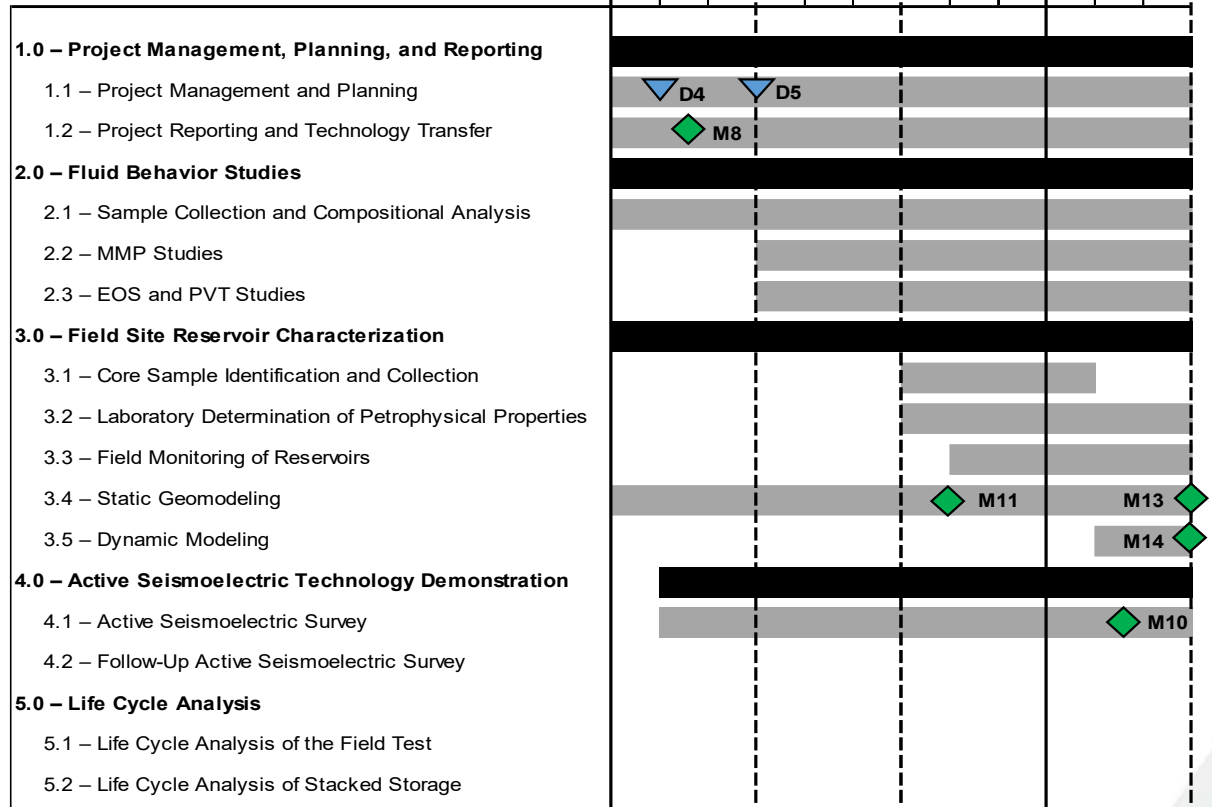 1.0 – Project Management, Planning, and Reporting
1.1 – Project Management and Planning
D4
D5
1.2 – Project Reporting and Technology Transfer
M8
2.0 – Fluid Behavior Studies
2.1 – Sample Collection and Compositional Analysis
2.2 – MMP Studies
2.3 – EOS and PVT Studies
3.0 – Field Site Reservoir Characterization
3.1 – Core Sample Identification and Collection
3.2 – Laboratory Determination of Petrophysical Properties
3.3 – Field Monitoring of Reservoirs
3.4 – Static Geomodeling
M11
M13
3.5 – Dynamic Modeling
M14
4.0 – Active Seismoelectric Technology Demonstration
4.1 – Active Seismoelectric Survey
M10
4.2 – Follow-Up Active Seismoelectric Survey
5.0 – Life Cycle Analysis
5.1 – Life Cycle Analysis of the Field Test
5.2 – Life Cycle Analysis of Stacked Storage